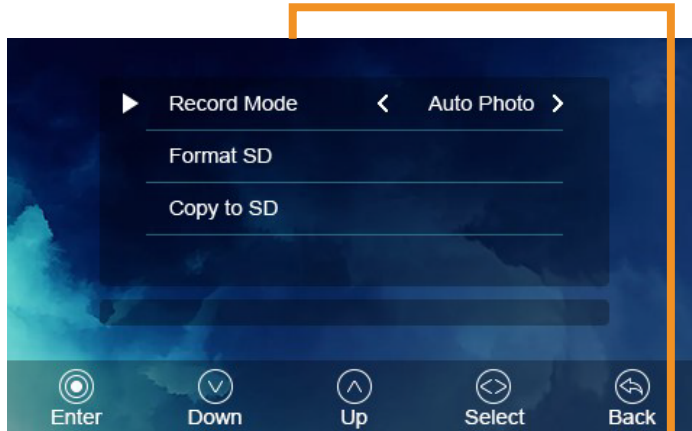 Record Mode Auto Photo
Format SD
Copy to SD
Enter Down Up Select Back